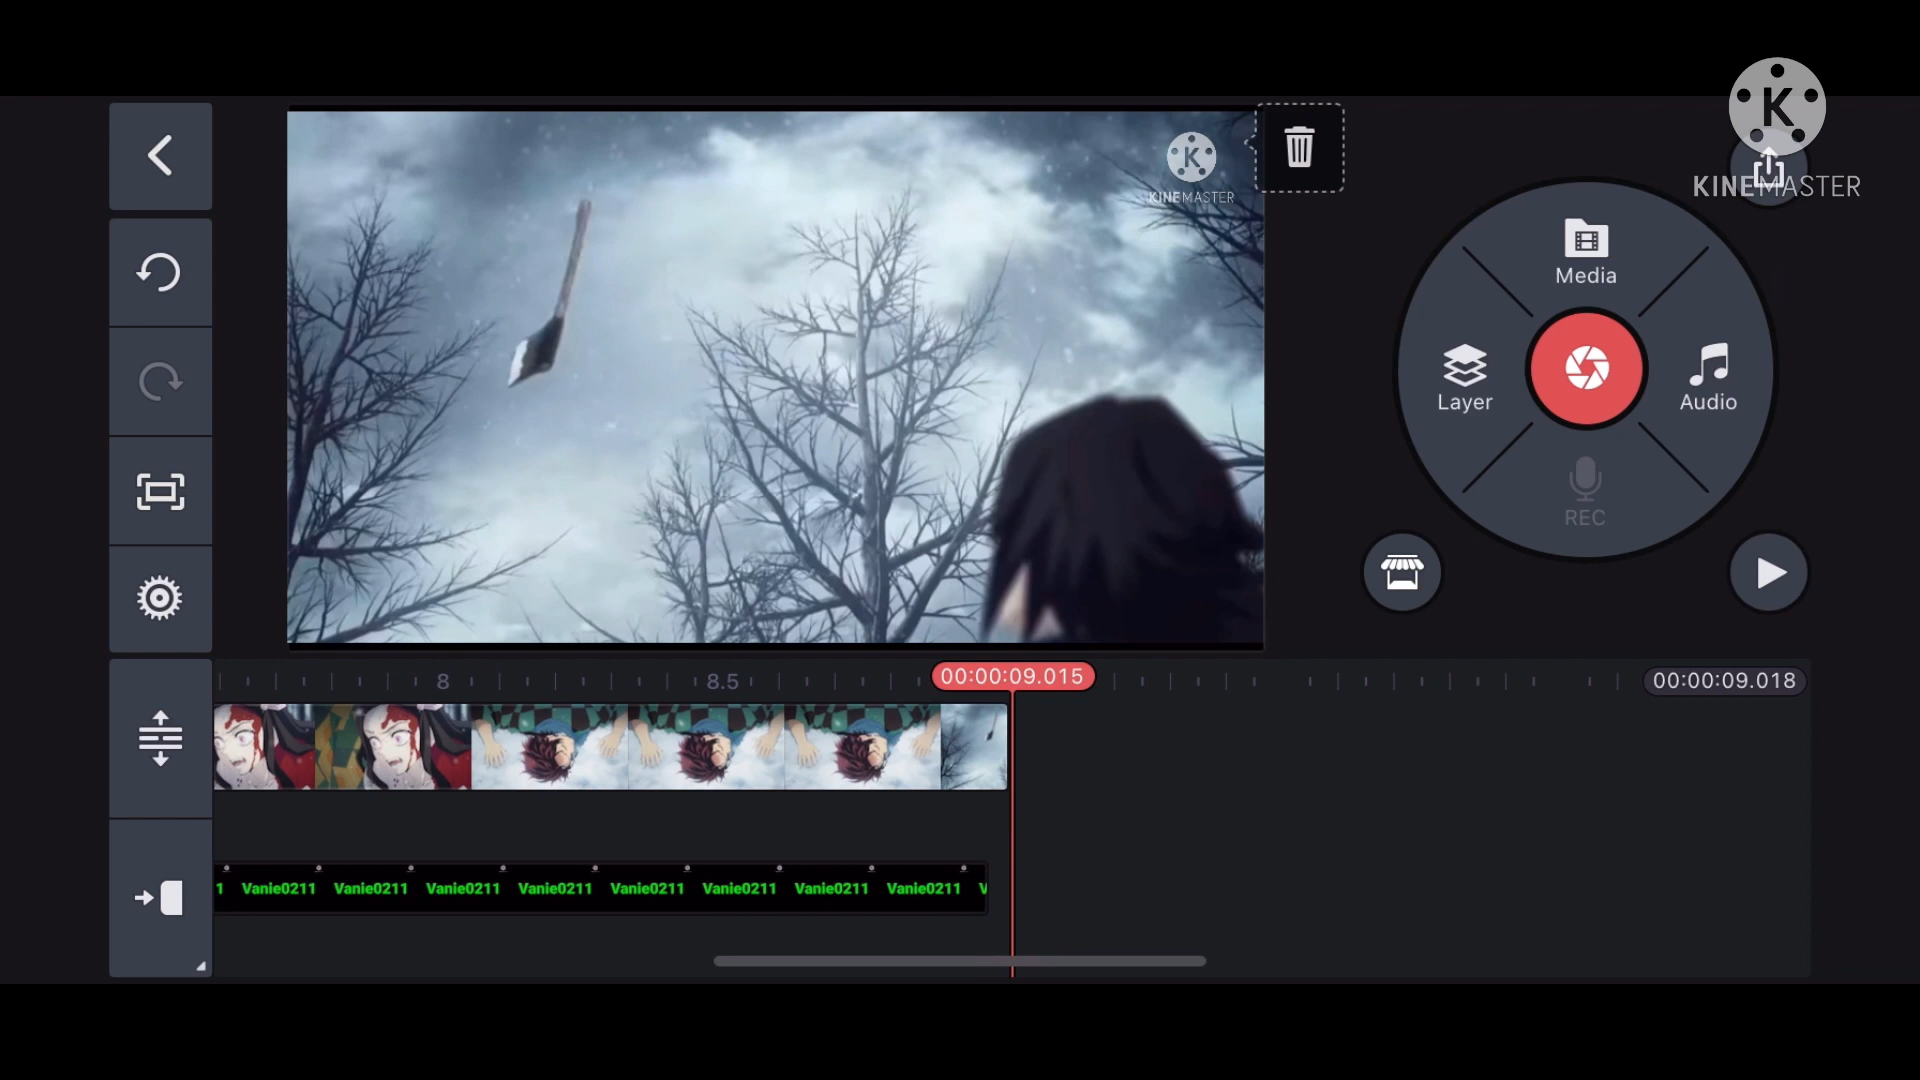 KINEMASTER
KINEMASTER
Media
Layer
Audio
REC
8
8.5
00:00:09.015
00:00:09.018
1 Vanie0211 Vanie0211 Vanie0211 Vanie0211 Vanie0211 Vanie0211 Vanie0211 Vanie0211 V